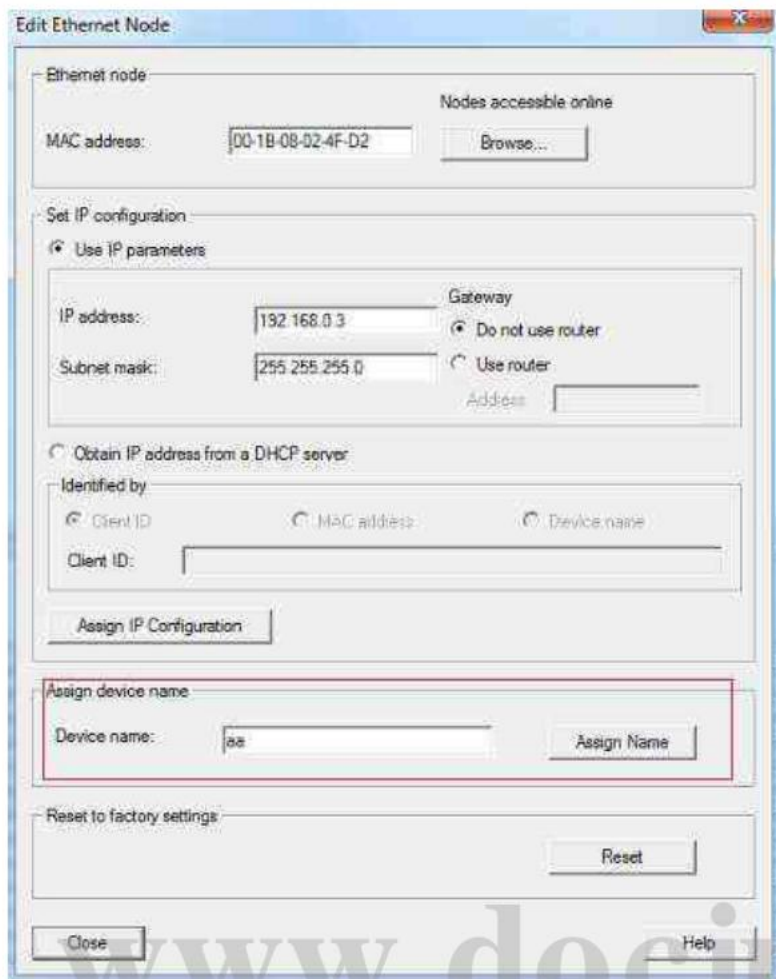 Edit Ethernet Node
Ethernet node
Nodes accessible online
MAC address: 00-1B-08-02-4F-D2 Browse...
Set IP configuration
Use IP parameters
Gateway
IP address: 192.168.0.3 Do not use router
Subnet mask: 255.255.255.0 Use router
Address
Obtain IP address from a DHCP server
Identified by
Client ID MAC address Device name
Client ID:
Assign IP Configuration
Assign device name
Device name: aa Assign Name
Reset to factory settings
Reset
Close Help